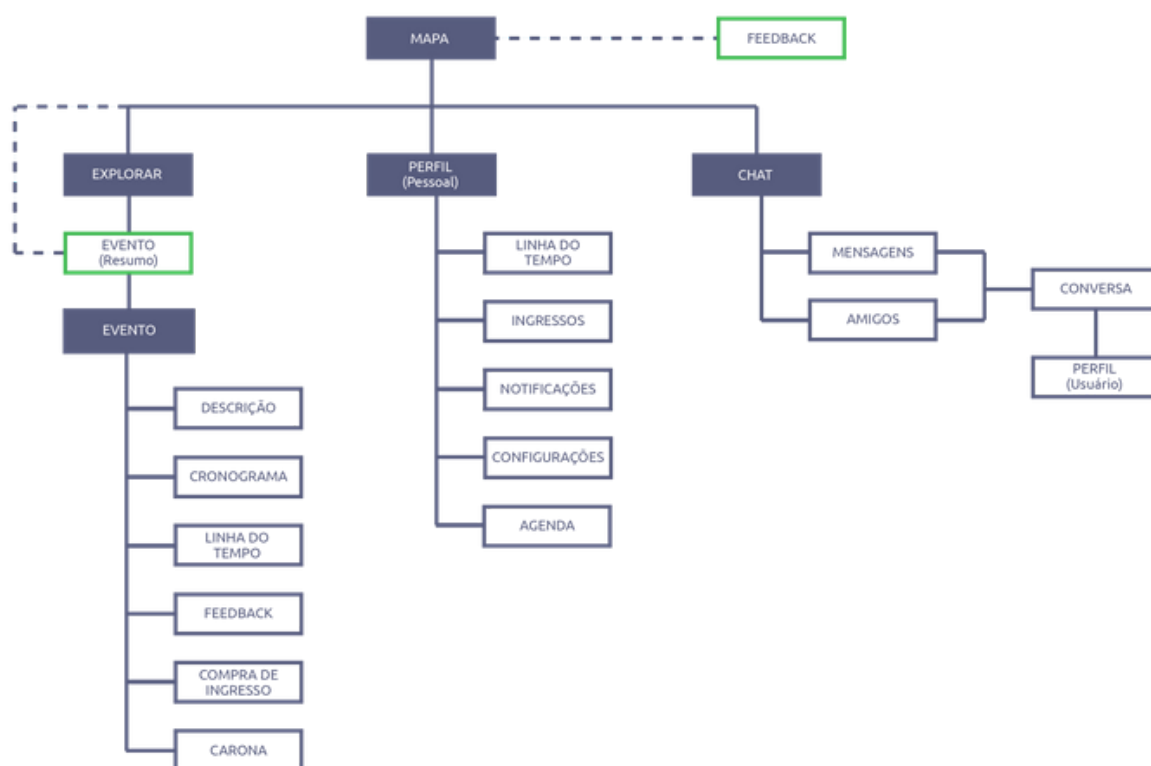 MAPA
FEEDBACK
EXPLORAR
PERFIL
(Pessoal)
CHAT
EVENTO
(Resumo)
LINHA DO
TEMPO
MENSAGENS
CONVERSA
EVENTO
INGRESSOS
AMIGOS
PERFIL
(Usuário)
NOTIFICAÇÕES
DESCRIÇÃO
CONFIGURAÇÕES
CRONOGRAMA
AGENDA
LINHA DO
TEMPO
FEEDBACK
COMPRA DE
INGRESSO
CARONA